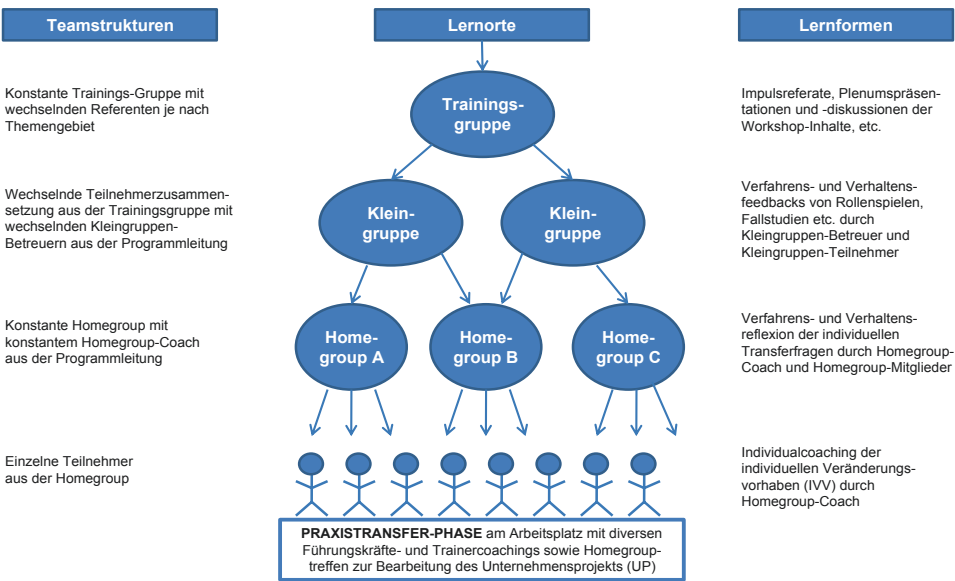 Teamstrukturen
Lernorte
Lernformen
Konstante Trainings-Gruppe mit
wechselnden Referenten je nach
Themengebiet
Trainings-
gruppe
Impulsreferate, Plenumspräsen-
tationen und -diskussionen der
Workshop-Inhalte, etc.
Wechselnde Teilnehmerzusammen-
setzung aus der Trainingsgruppe mit
wechselnden Kleingruppen-
Betreuern aus der Programmleitung
Klein-
gruppe
Klein-
gruppe
Verfahrens- und Verhaltens-
feedbacks von Rollenspielen,
Fallstudien etc. durch
Kleingruppen-Betreuer und
Kleingruppen-Teilnehmer
Konstante Homegroup mit
konstantem Homegroup-Coach
aus der Programmleitung
Home-
group A
Home-
group B
Home-
group C
Verfahrens- und Verhaltens-
reflexion der individuellen
Transferfragen durch Homegroup-
Coach und Homegroup-Mitglieder
Einzelne Teilnehmer
aus der Homegroup
Individualcoaching der
individuellen Veränderungs-
vorhaben (IVV) durch
Homegroup-Coach
PRAXISTRANSFER-PHASE am Arbeitsplatz mit diversen
Führungskräfte- und Trainercoachings sowie Homegroup-
treffen zur Bearbeitung des Unternehmensprojekts (UP)